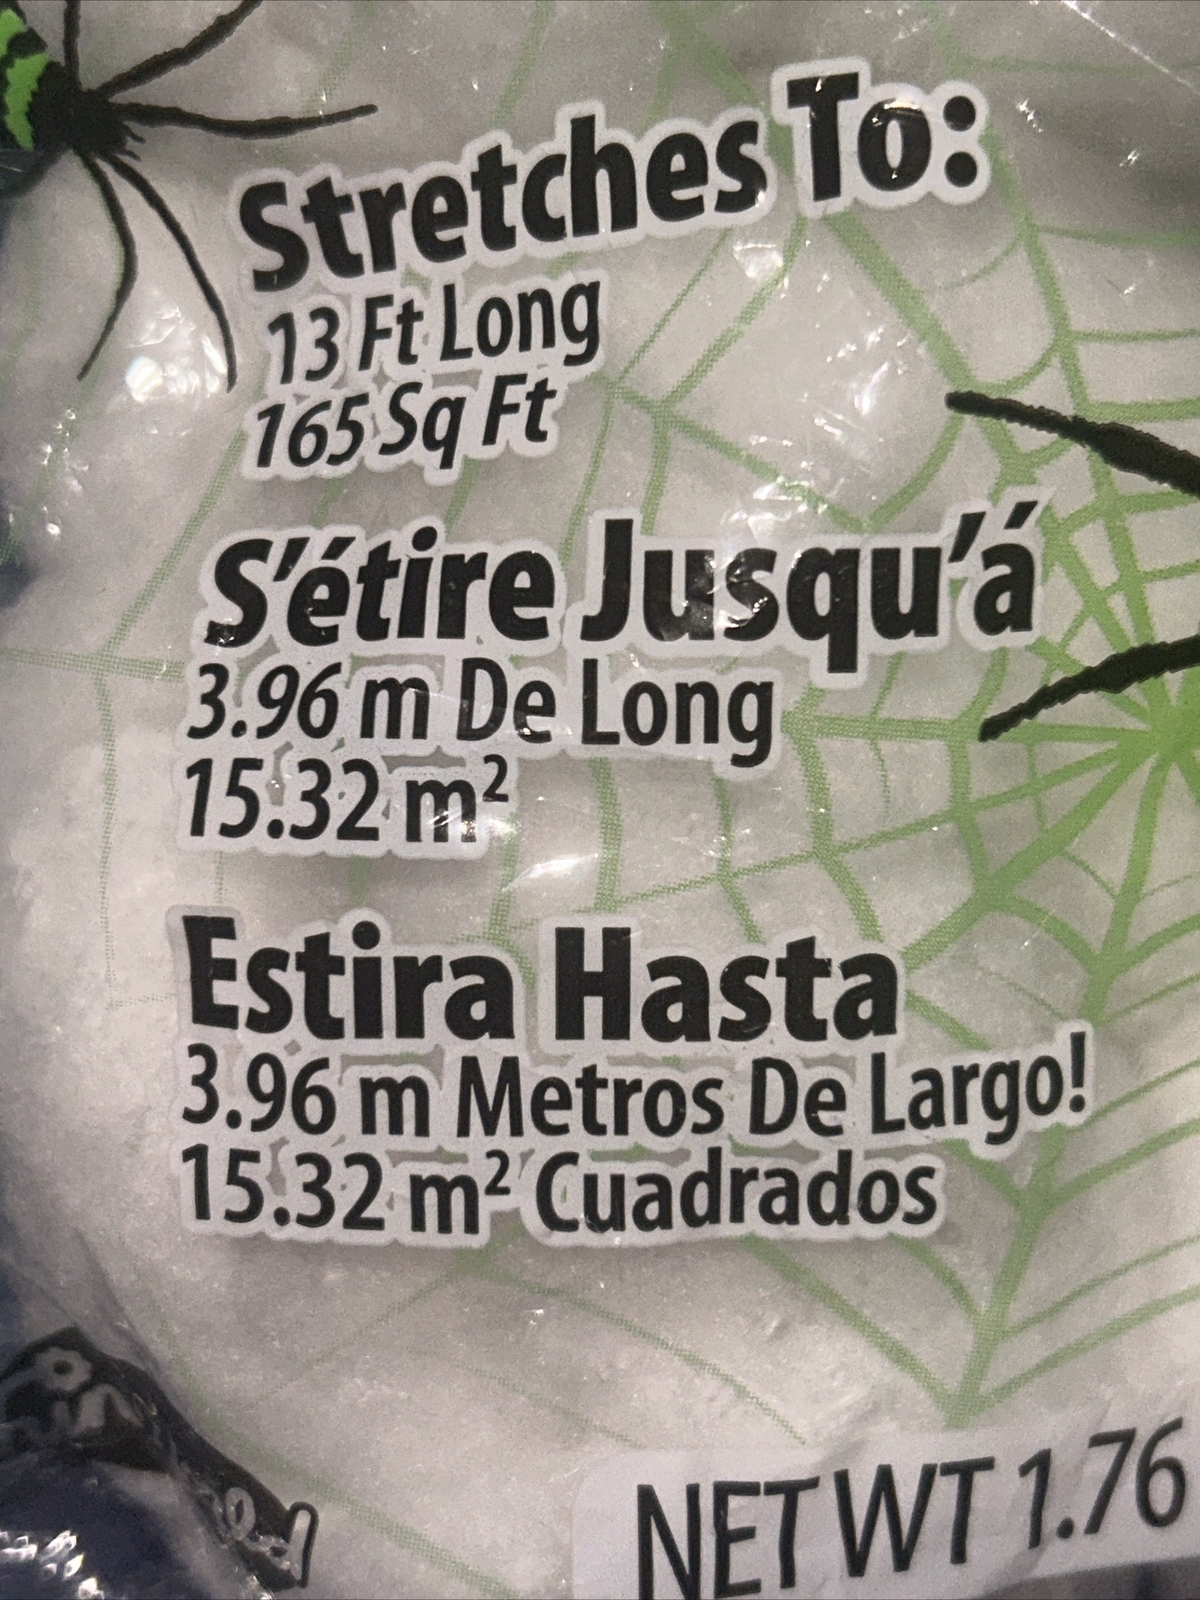 Stretches To:
13 Ft Long
165 Sq Ft
S'étire Jusqu'á
3.96 m De Long
15.32 m²
Estira Hasta
3.96 m Metros De Largo!
15.32 m² Cuadrados
NET WT 1.76